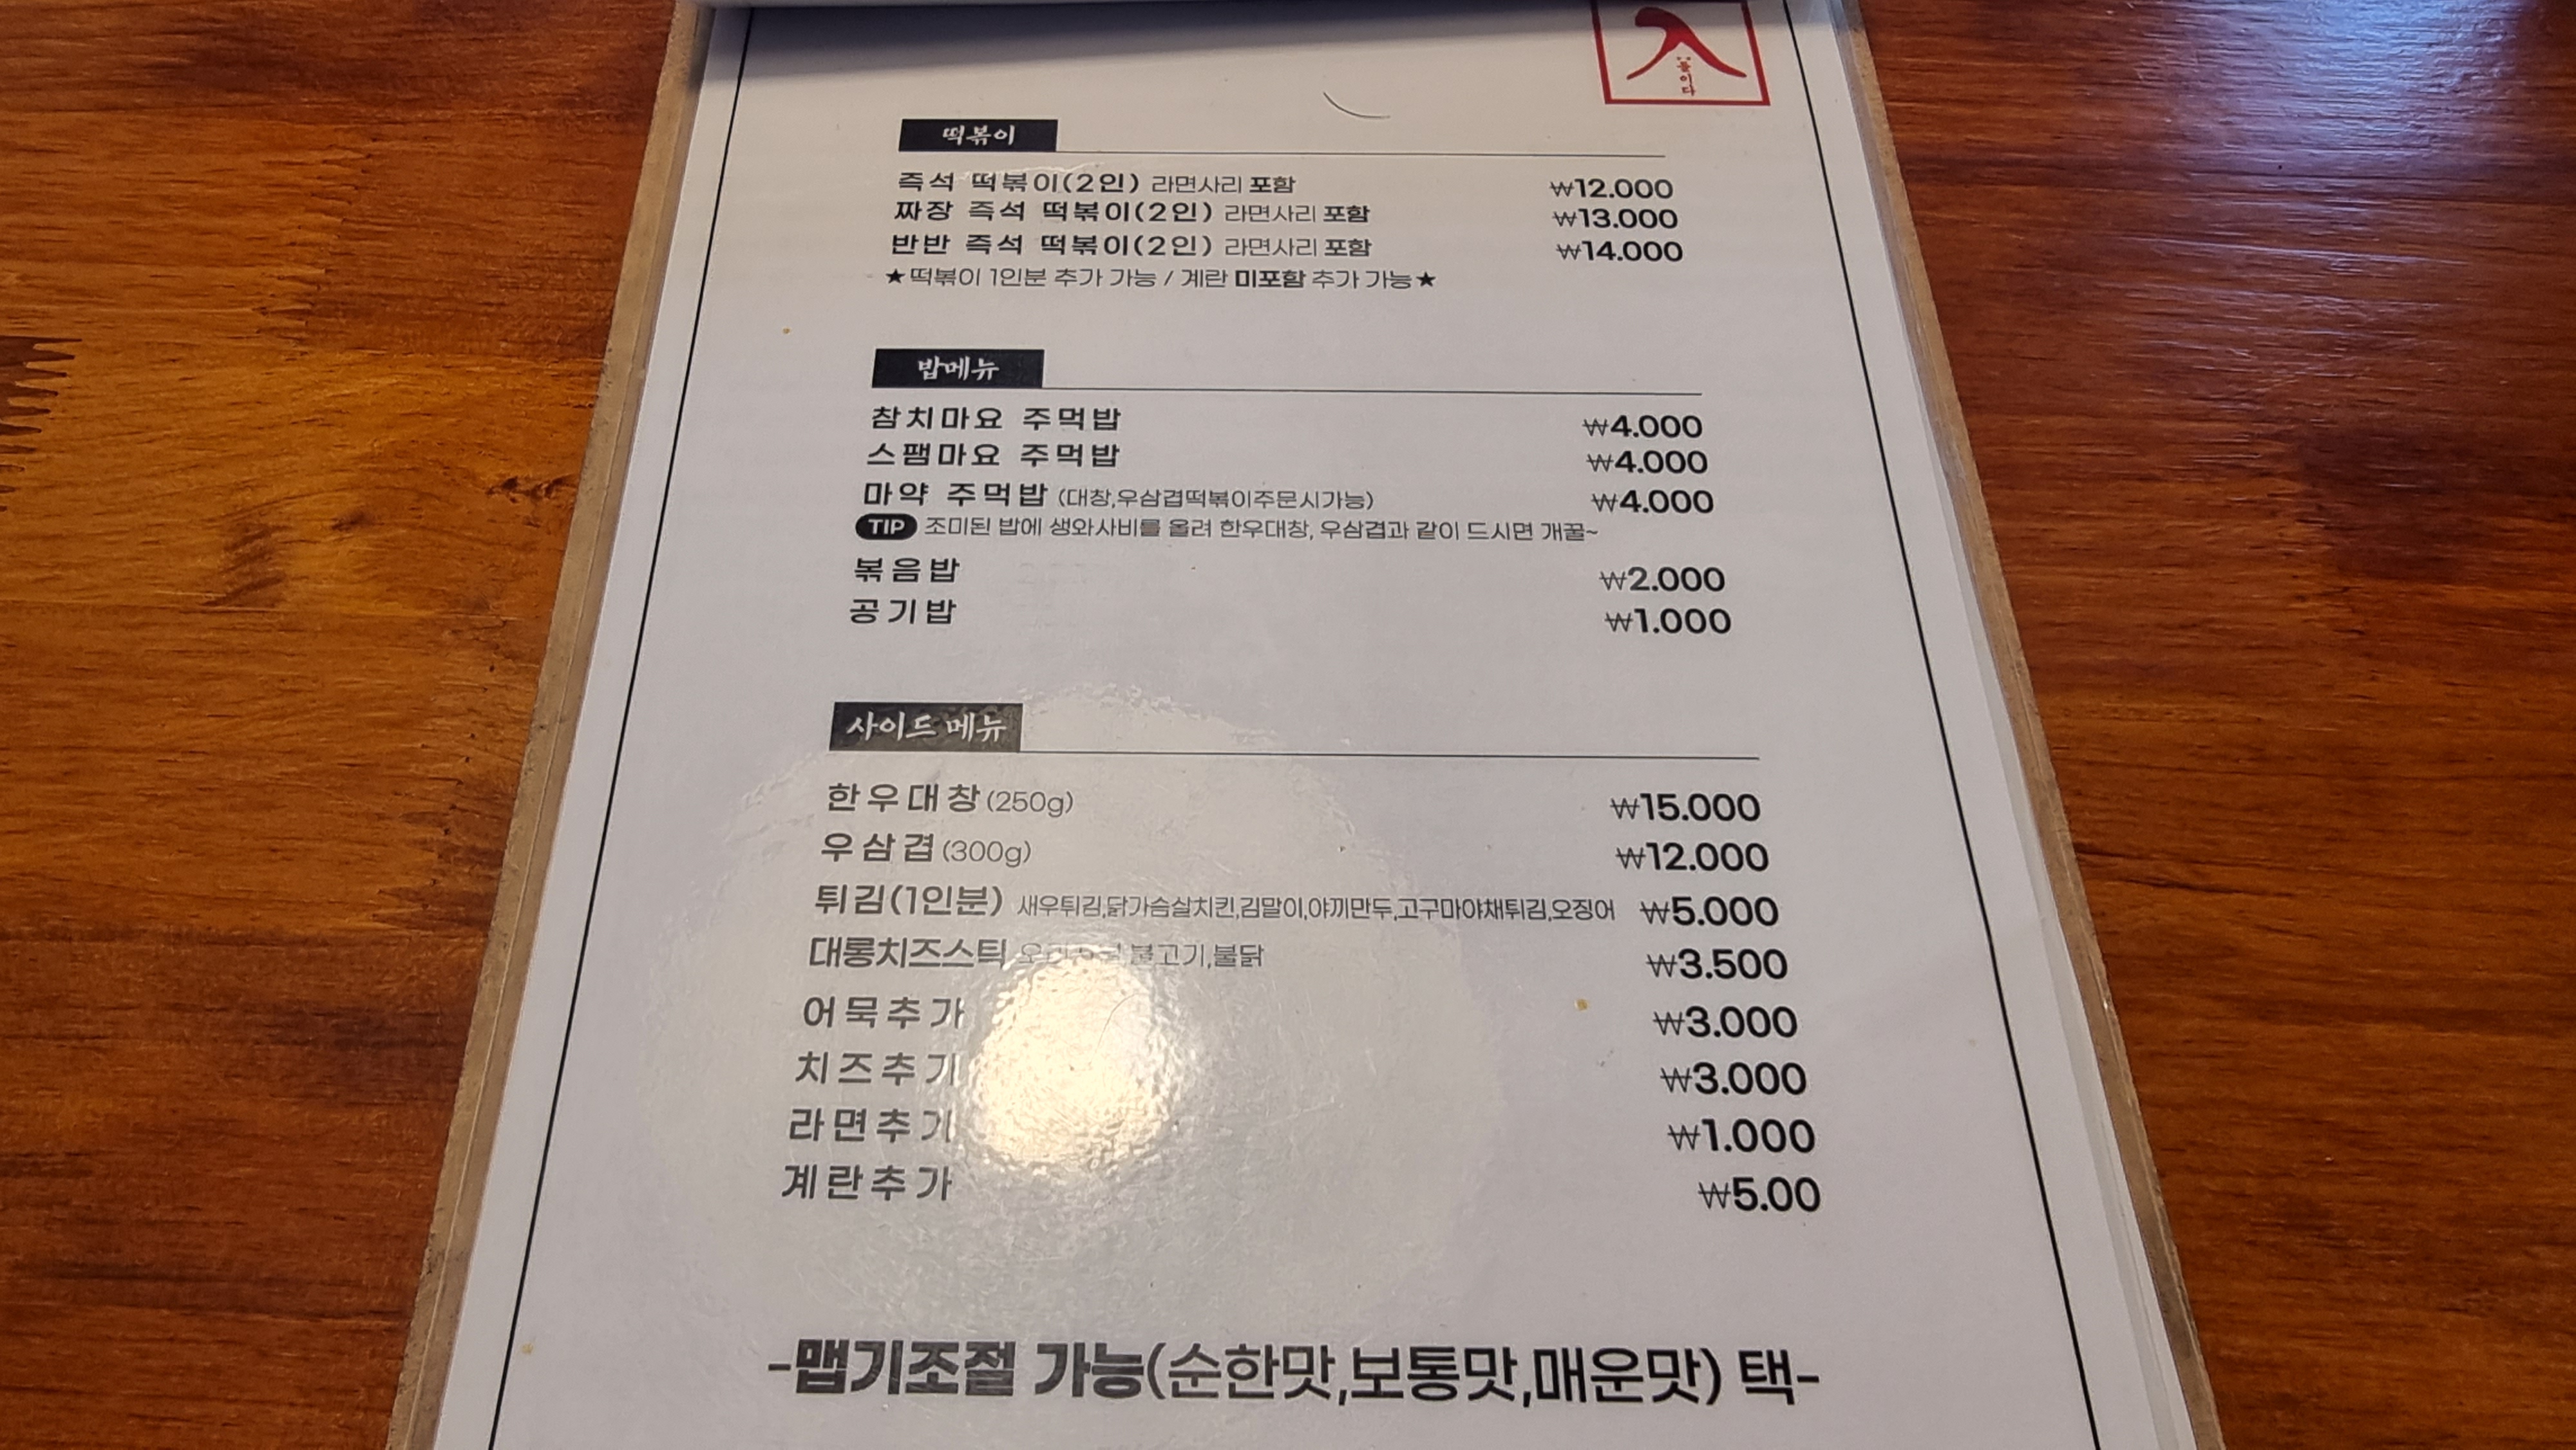 들이다
떡볶이
즉석 떡볶이(2인) 라면사리 포함 ₩12.000
짜장 즉석 떡볶이(2인) 라면사리 포함 ₩13.000
반반 즉석 떡볶이(2인) 라면사리 포함 ₩14.000
★떡볶이 1인분 추가 가능 / 계란 미포함 추가 가능★
밥메뉴
참치마요 주먹밥 ₩4.000
스팸마요 주먹밥 ₩4.000
마약 주먹밥 (대창,우삼겹떡볶이주문시가능) ₩4.000
TIP 조미된 밥에 생와사비를 올려 한우대창, 우삼겹과 같이 드시면 개꿀~
볶음밥 ₩2.000
공기밥 ₩1.000
사이드 메뉴
한우대창(250g) ₩15.000
우삼겹(300g) ₩12.000
튀김(1인분) 새우튀김,닭가슴살치킨,김말이,야끼만두,고구마야채튀김,오징어 ₩5.000
대롱치즈스틱 불고기,불닭 ₩3.500
어묵추가 ₩3.000
치즈추가 ₩3.000
라면추가 ₩1.000
계란추가 ₩5.00
-맵기조절 가능(순한맛,보통맛,매운맛) 택-